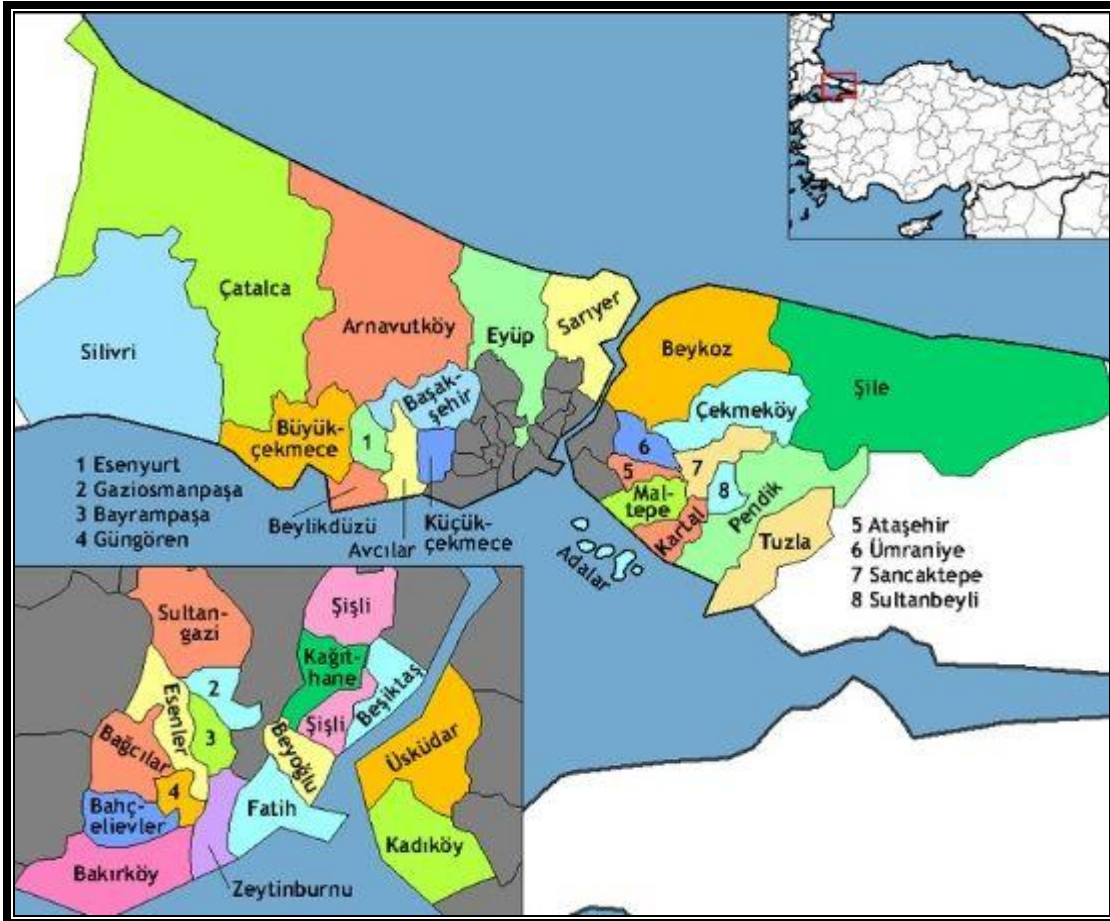 Çatalca
Silivri
Arnavutköy
Eyüp
Sarıyer
Beykoz
Şile
Başak-
şehir
Çekmeköy
Büyük-
çekmece
1
6
5
7
8
Mal-
tepe
Kartal
Pendik
Tuzla
Adalar
Beylikdüzü
Avcılar
Küçük-
çekmece
1 Esenyurt
2 Gaziosmanpaşa
3 Bayrampaşa
4 Güngören
5 Ataşehir
6 Ümraniye
7 Sancaktepe
8 Sultanbeyli
Sultan-
gazi
Şişli
Kağıt-
hane
Beşiktaş
2
Esenler
3
Şişli
Beyoğlu
Bağcılar
Üsküdar
4
Bahç-
elievler
Fatih
Kadıköy
Bakırköy
Zeytinburnu